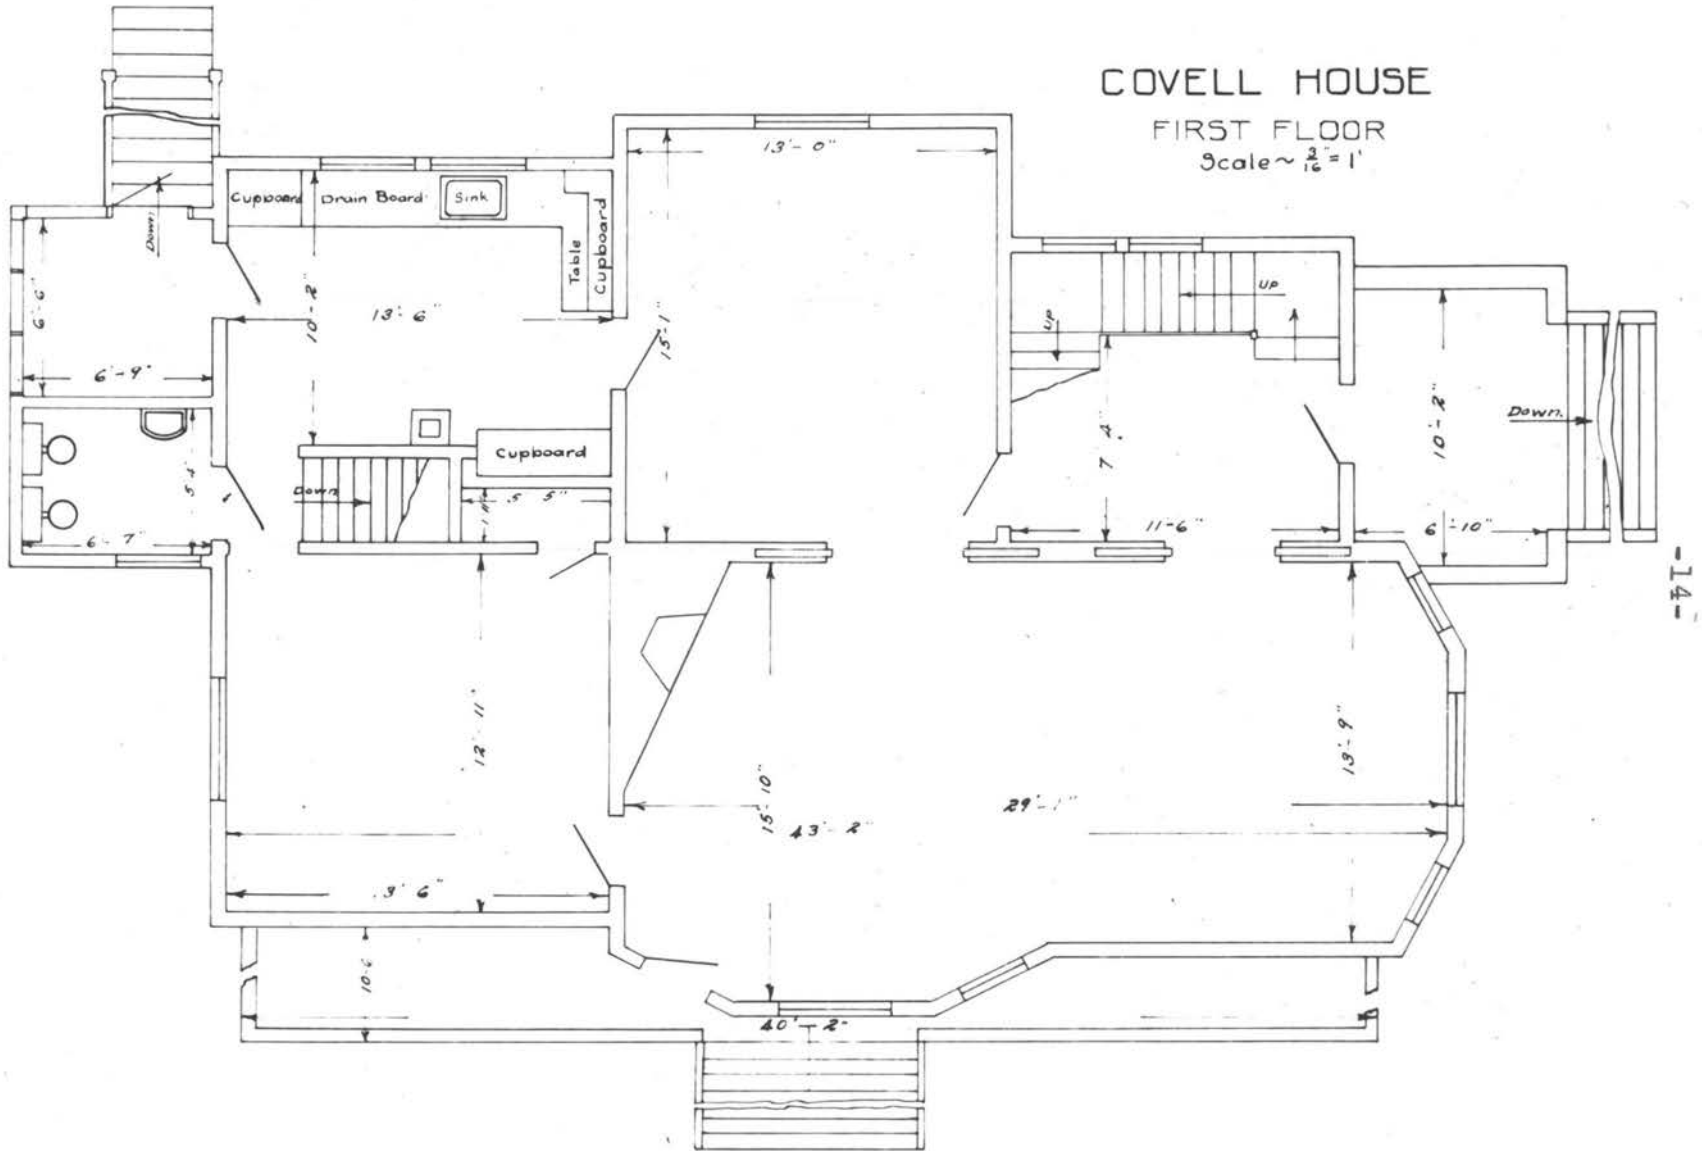 COVELL HOUSE
FIRST FLOOR
Scale ~ 3/16" = 1'
13'- 0"
Cupboard
Drain Board
Sink
Table
Cupboard
Down
6'-6"
10'-2"
13'-6"
15'-1"
Up
Up
6'-9"
7'4"
10'-2"
Down.
Cupboard
Down
5'-4"
5'-5"
6'-7"
11'-6"
6'-10"
-14-
12'-11"
13'-9"
15'-10"
29'-1"
43'-2"
3'6"
10-6
40'-2"